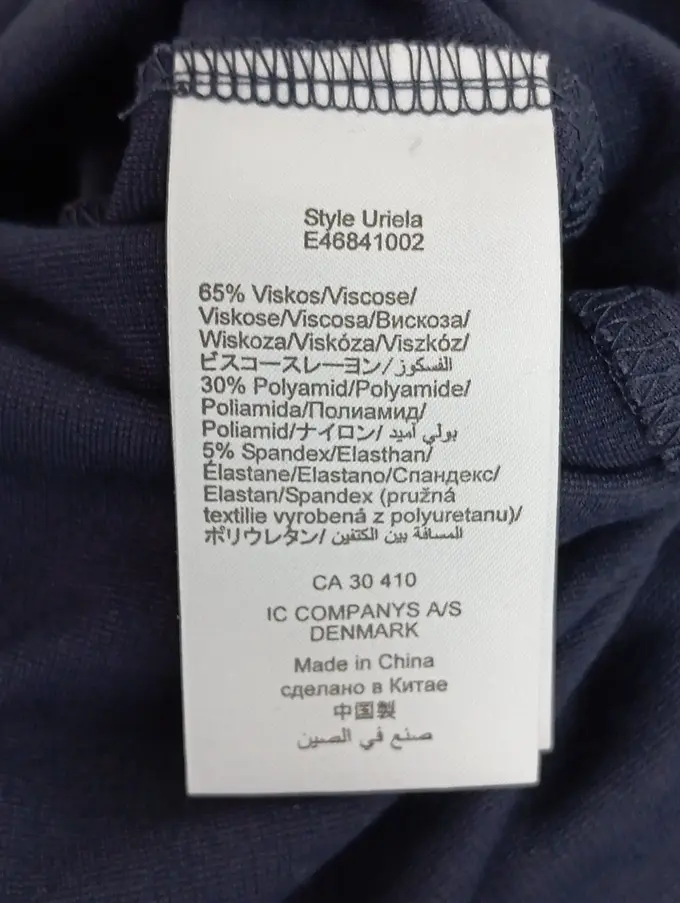 Style Uriela
E46841002
65% Viskos/Viscose/
Viskose/Viscosa/Вискоза/
Wiskoza/Viskóza/Viszkóz/
ビスコースレーヨン/الفسكوز
30% Polyamid/Polyamide/
Poliamida/Полиамид/
Poliamid/ナイロン/بولي أميد
5% Spandex/Elasthan/
Élastane/Elastano/Спандекс/
Elastan/Spandex (pružná
textilie vyrobená z polyuretanu)/
ポリウレタン/المسافة بين الكتفين
CA 30 410
IC COMPANYS A/S
DENMARK
Made in China
сделано в Китае
中国製
صنع في الصين